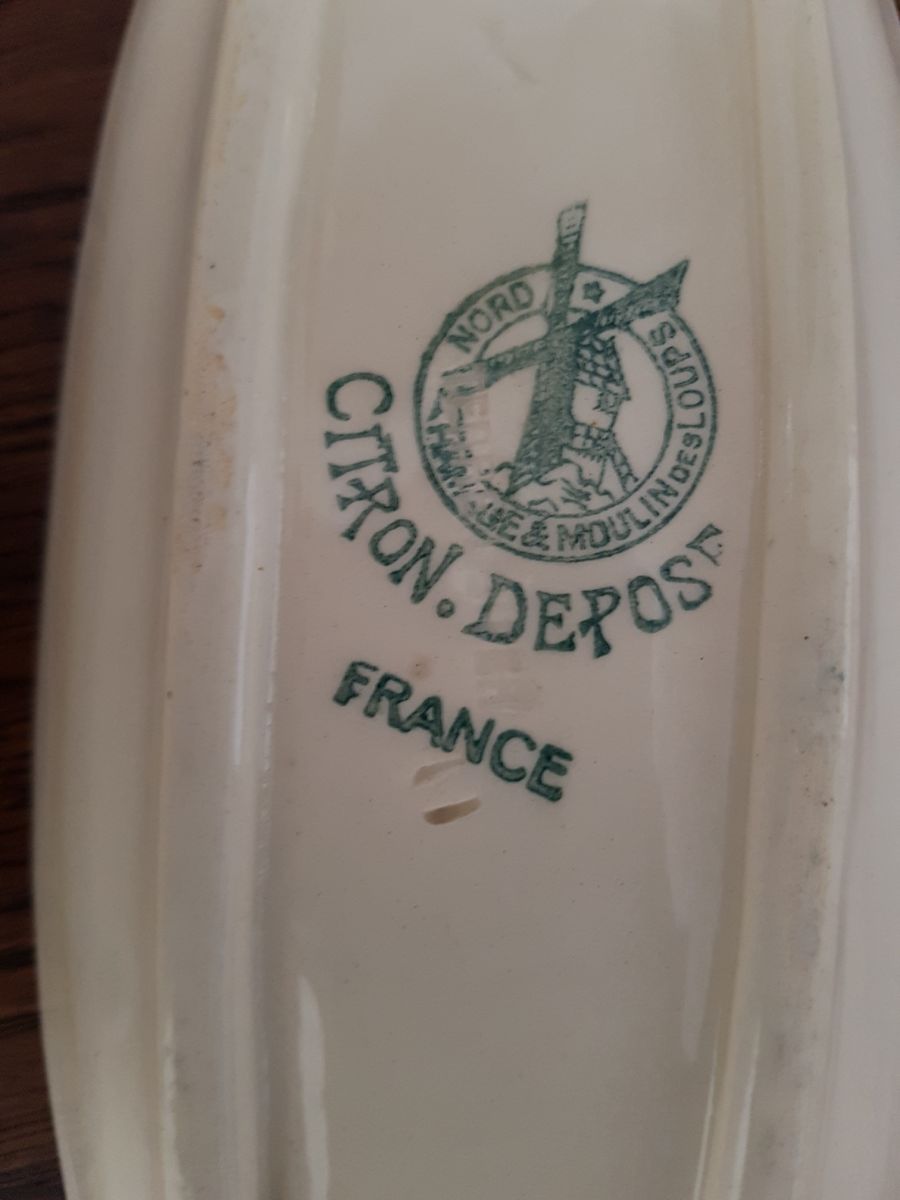 NORD
& MOULIN DES LOUPS
CITRON. DEPOSE
FRANCE